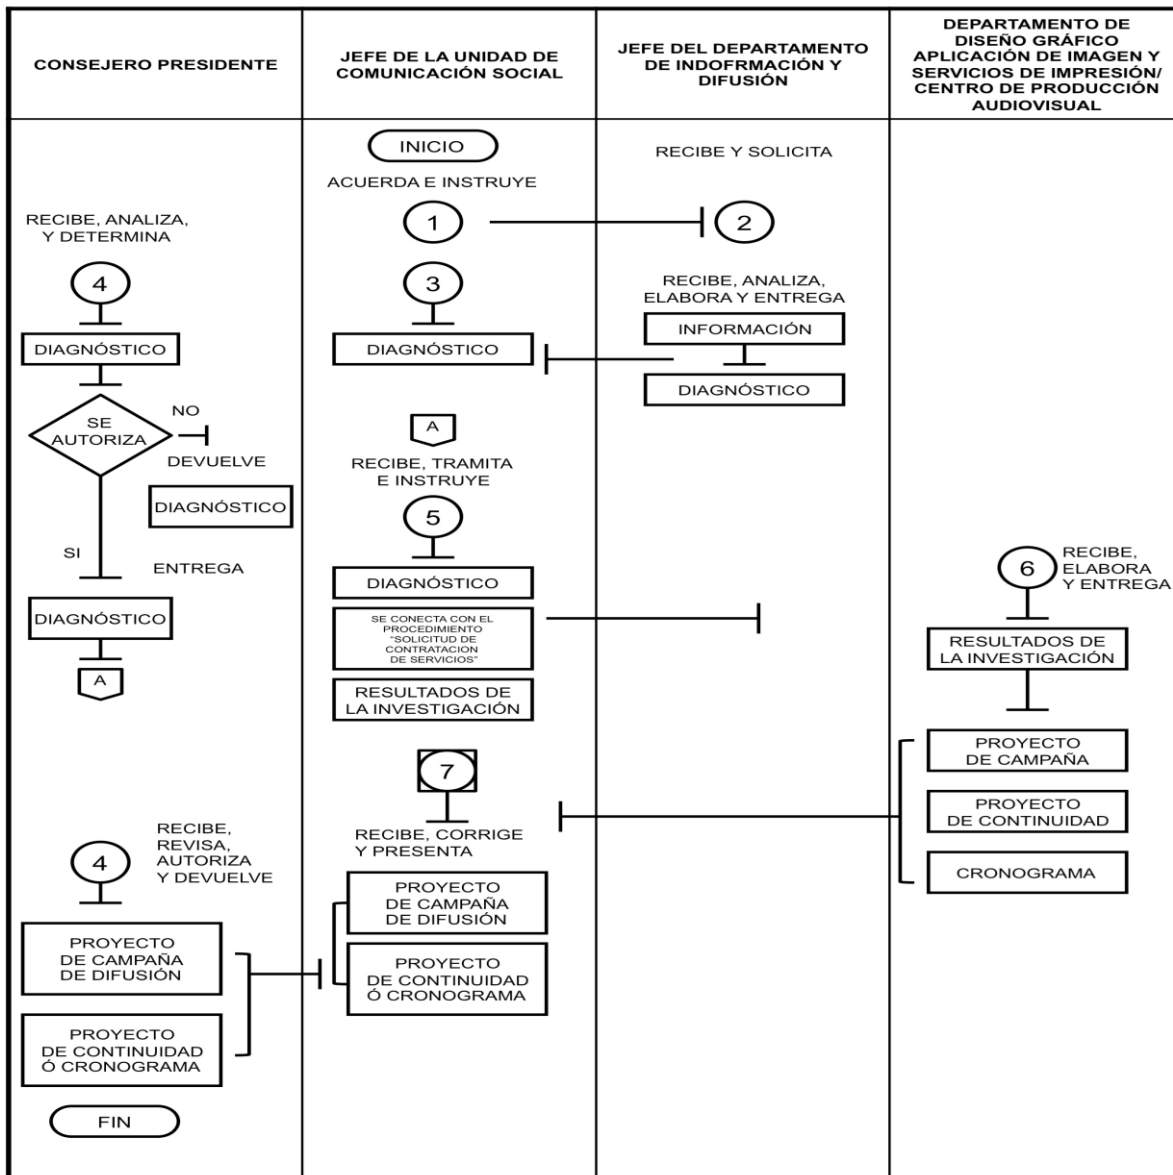 CONSEJERO PRESIDENTE
JEFE DE LA UNIDAD DE
COMUNICACIÓN SOCIAL
JEFE DEL DEPARTAMENTO
DE INDOFRMACIÓN Y
DIFUSIÓN
DEPARTAMENTO DE
DISEÑO GRÁFICO
APLICACIÓN DE IMAGEN Y
SERVICIOS DE IMPRESIÓN/
CENTRO DE PRODUCCIÓN
AUDIOVISUAL
RECIBE, ANALIZA,
Y DETERMINA
4
DIAGNÓSTICO
SE
AUTORIZA
NO
DEVUELVE
DIAGNÓSTICO
SI
ENTREGA
DIAGNÓSTICO
A
4
RECIBE,
REVISA,
AUTORIZA
Y DEVUELVE
PROYECTO
DE CAMPAÑA
DE DIFUSIÓN
PROYECTO
DE CONTINUIDAD
Ó CRONOGRAMA
FIN
INICIO
ACUERDA E INSTRUYE
1
3
DIAGNÓSTICO
A
RECIBE, TRAMITA
E INSTRUYE
5
DIAGNÓSTICO
SE CONECTA CON EL
PROCEDIMIENTO
"SOLICITUD DE
CONTRATACION
DE SERVICIOS"
RESULTADOS DE
LA INVESTIGACIÓN
7
RECIBE, CORRIGE
Y PRESENTA
PROYECTO
DE CAMPAÑA
DE DIFUSIÓN
PROYECTO
DE CONTINUIDAD
Ó CRONOGRAMA
RECIBE Y SOLICITA
2
RECIBE, ANALIZA,
ELABORA Y ENTREGA
INFORMACIÓN
DIAGNÓSTICO
6
RECIBE,
ELABORA
Y ENTREGA
RESULTADOS DE
LA INVESTIGACIÓN
PROYECTO
DE CAMPAÑA
PROYECTO
DE CONTINUIDAD
CRONOGRAMA